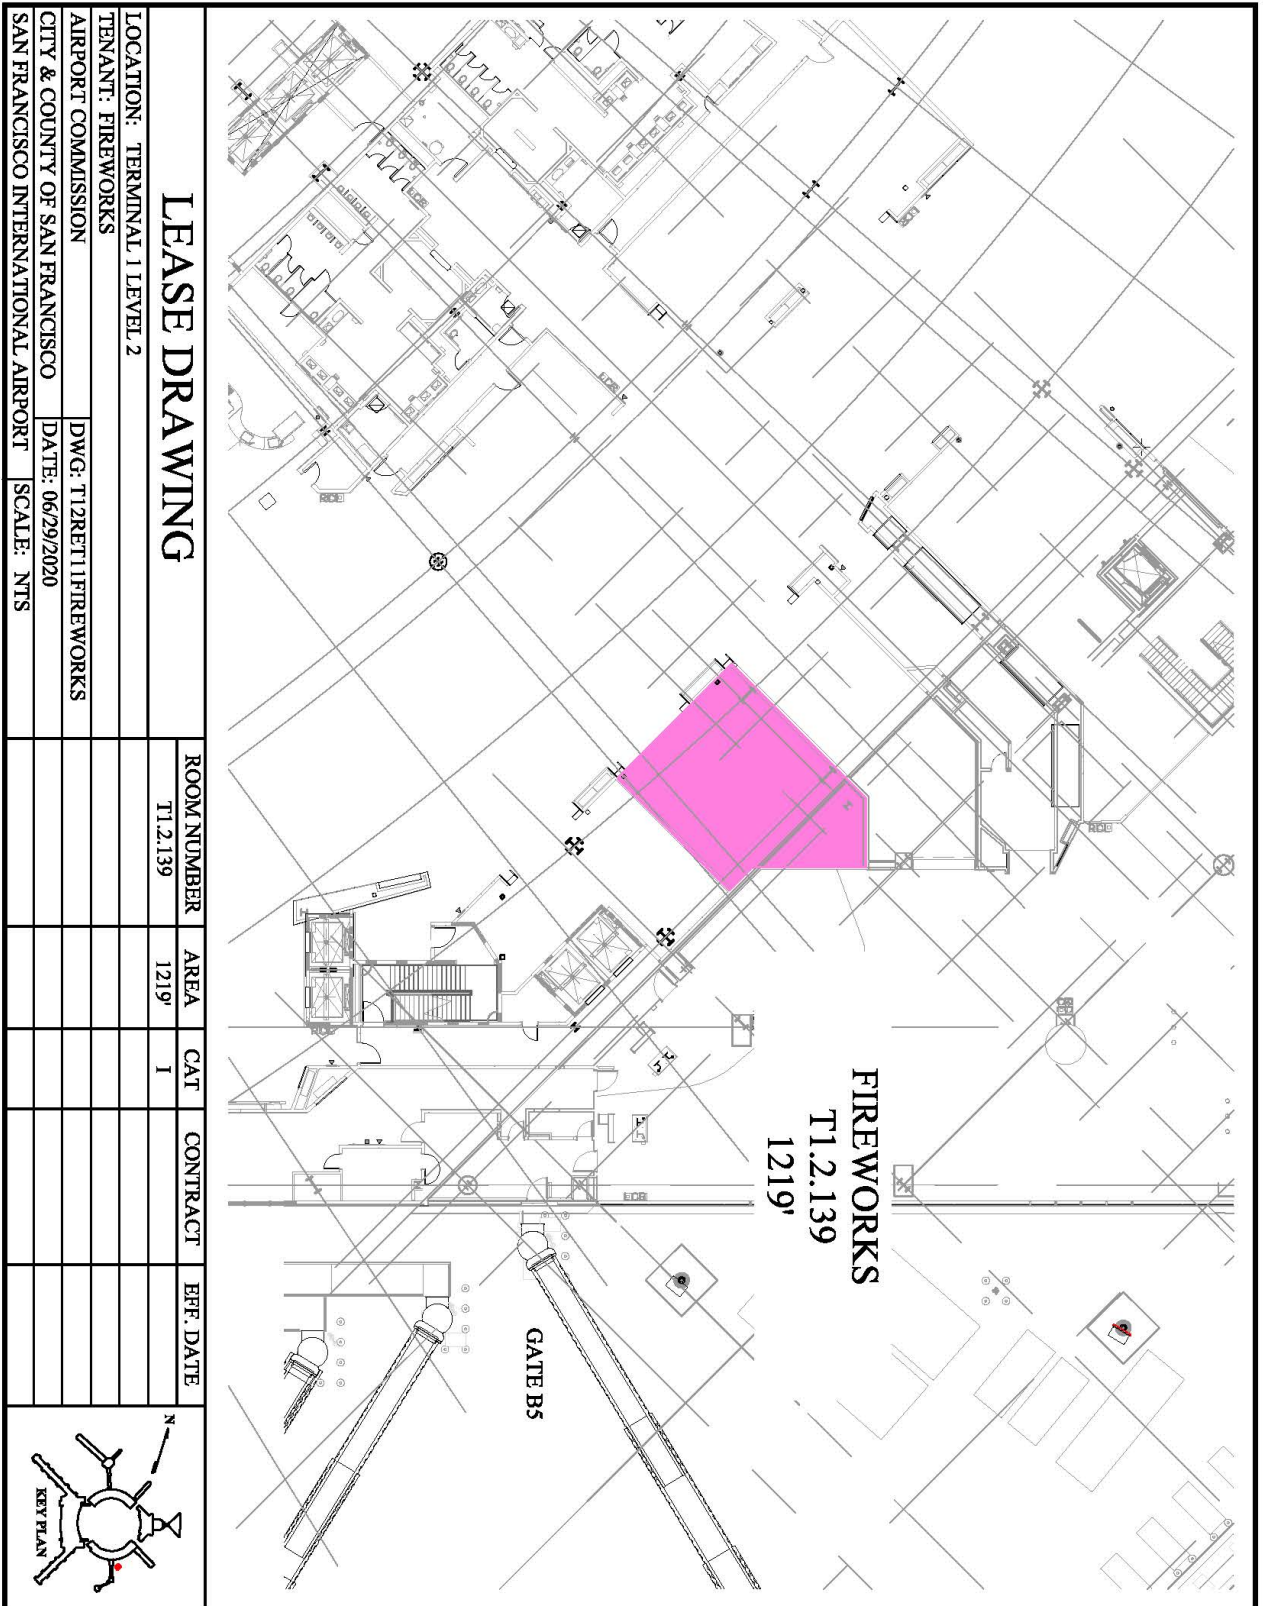 FIREWORKS
T1.2.139
1219'
GATE B5
LEASE DRAWING
LOCATION: TERMINAL 1 LEVEL 2
TENANT: FIREWORKS
AIRPORT COMMISSION
DWG: T12RET11FIREWORKS
CITY & COUNTY OF SAN FRANCISCO
DATE: 06/29/2020
SAN FRANCISCO INTERNATIONAL AIRPORT
SCALE: NTS
ROOM NUMBER AREA CAT CONTRACT EFF. DATE
T1.2.139 1219' I
N
KEY PLAN